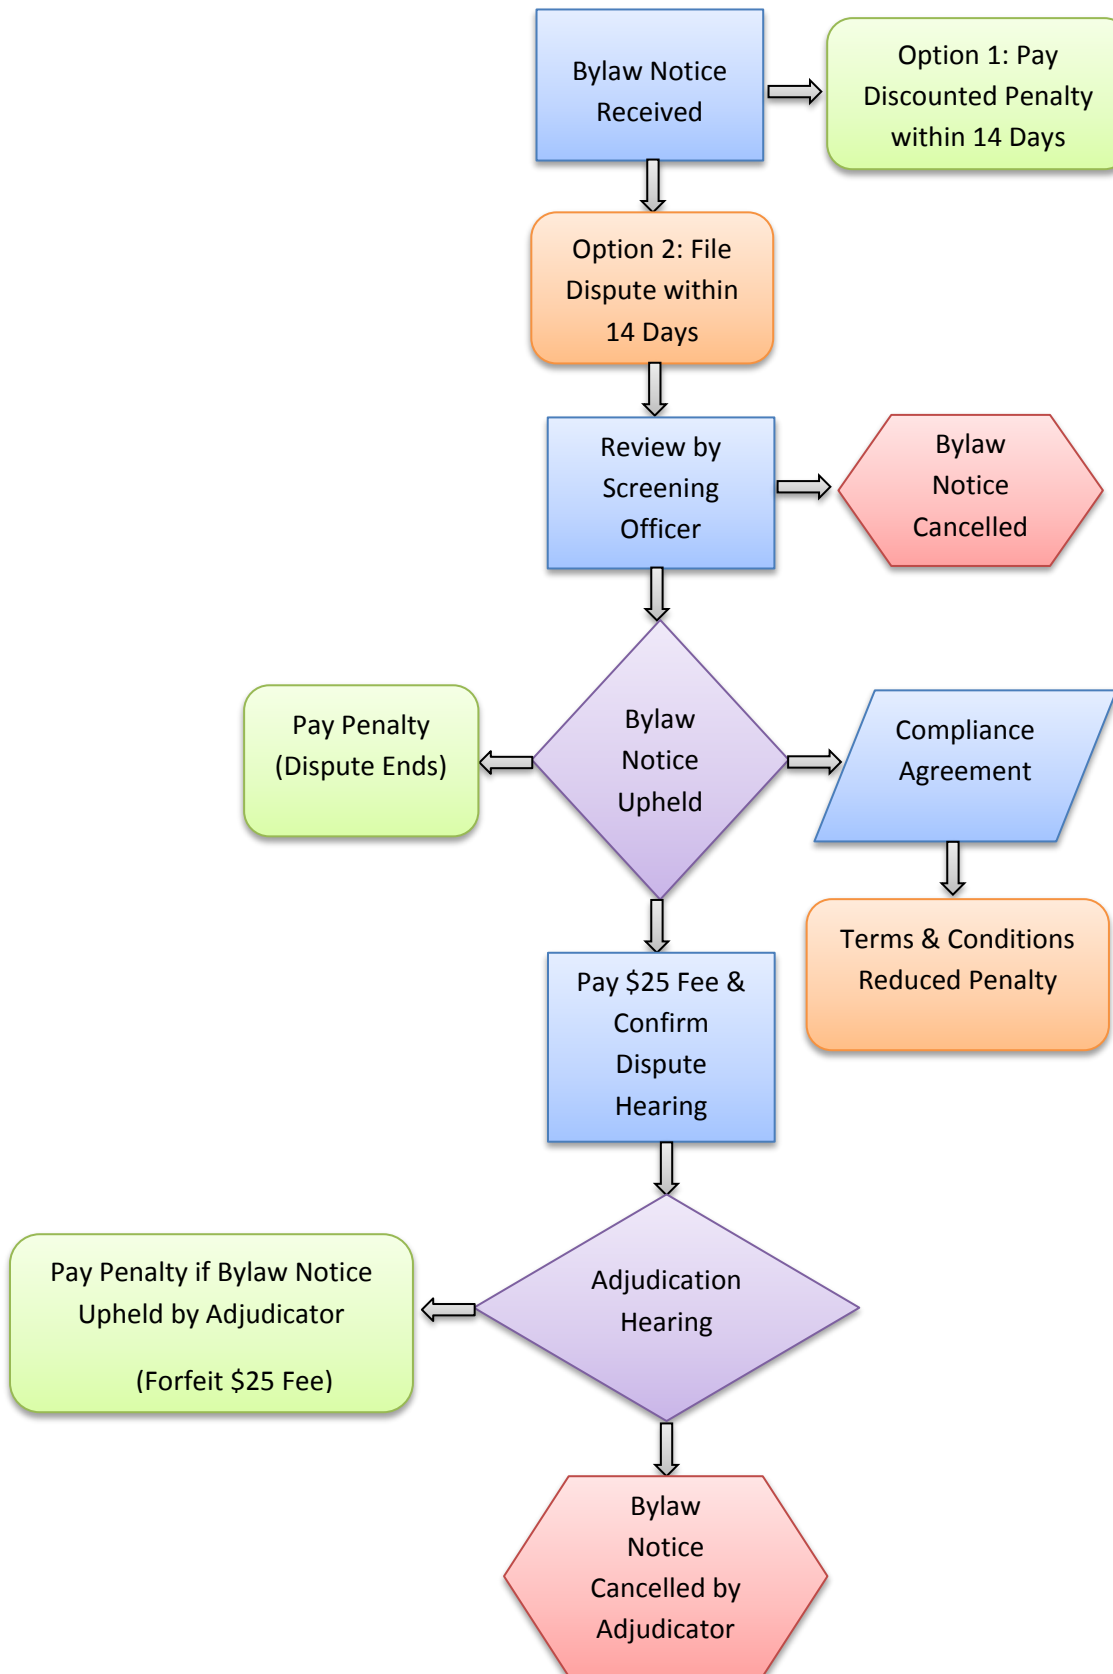 Bylaw Notice
Received
Option 1: Pay
Discounted Penalty
within 14 Days
Option 2: File
Dispute within
14 Days
Review by
Screening
Officer
Bylaw
Notice
Cancelled
Pay Penalty
(Dispute Ends)
Bylaw
Notice
Upheld
Compliance
Agreement
Terms & Conditions
Reduced Penalty
Pay $25 Fee &
Confirm
Dispute
Hearing
Pay Penalty if Bylaw Notice
Upheld by Adjudicator
(Forfeit $25 Fee)
Adjudication
Hearing
Bylaw
Notice
Cancelled by
Adjudicator